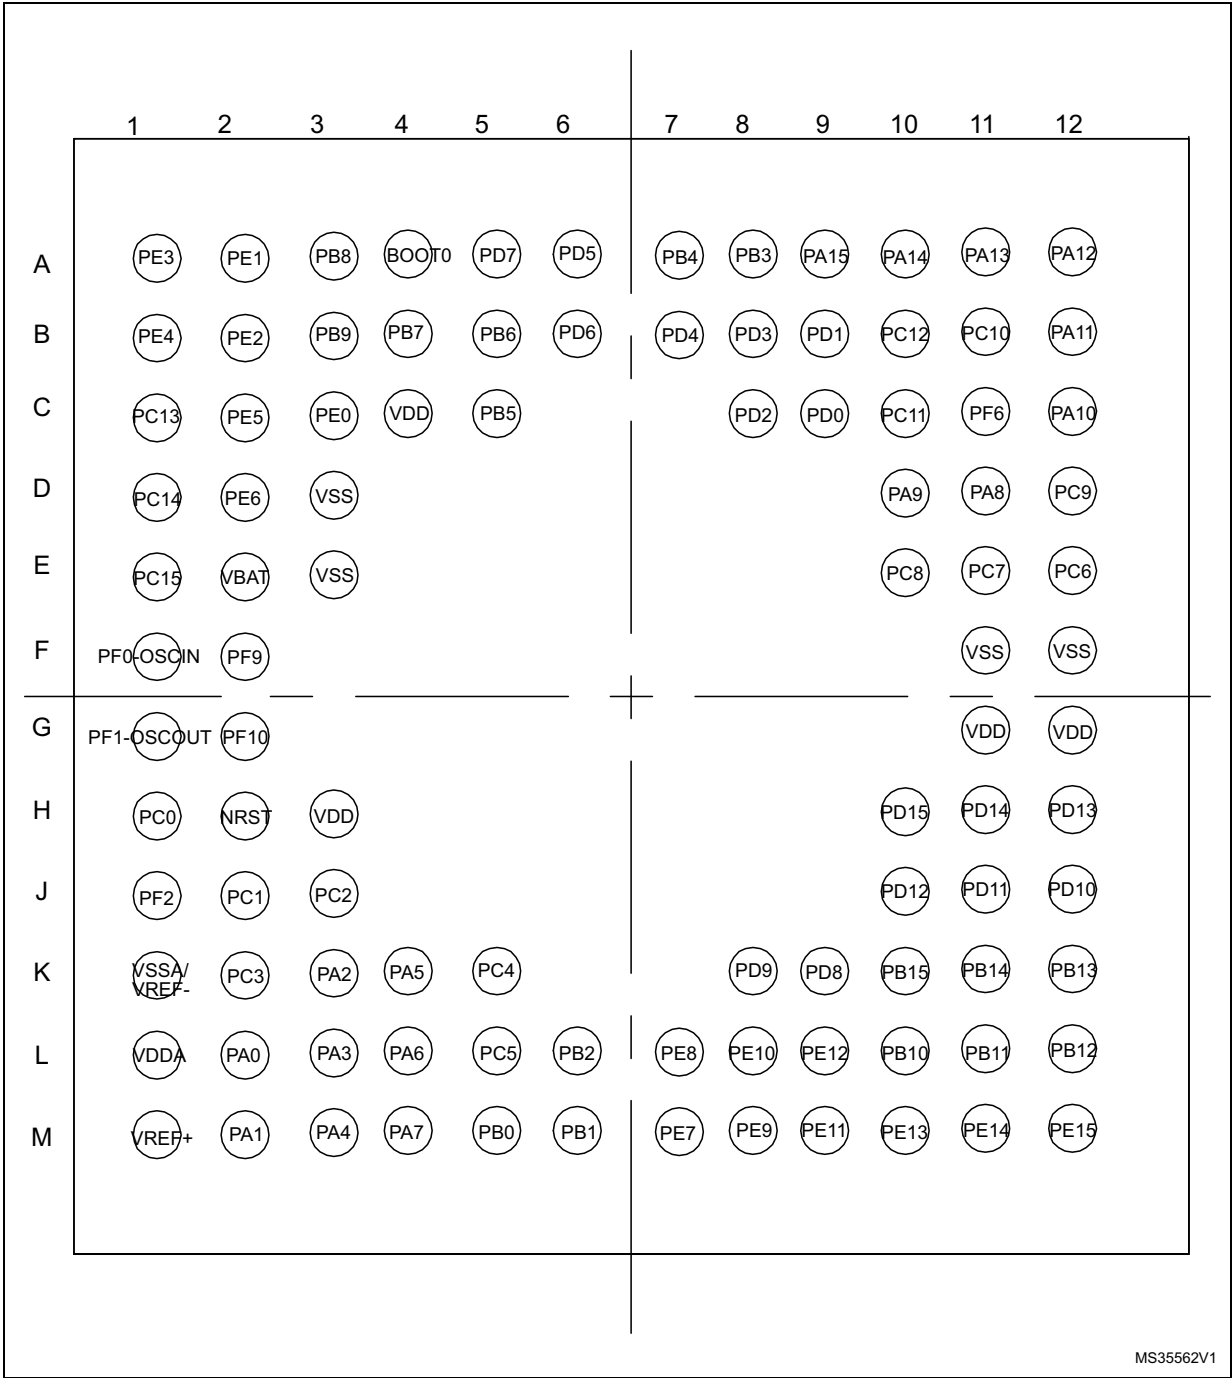 1 2 3 4 5 6 7 8 9 10 11 12
A PE3 PE1 PB8 BOOT0 PD7 PD5 PB4 PB3 PA15 PA14 PA13 PA12
B PE4 PE2 PB9 PB7 PB6 PD6 PD4 PD3 PD1 PC12 PC10 PA11
C PC13 PE5 PE0 VDD PB5 PD2 PD0 PC11 PF6 PA10
D PC14 PE6 VSS PA9 PA8 PC9
E PC15 VBAT VSS PC8 PC7 PC6
F PF0-OSCIN PF9 VSS VSS
G PF1-OSCOUT PF10 VDD VDD
H PC0 NRST VDD PD15 PD14 PD13
J PF2 PC1 PC2 PD12 PD11 PD10
K VSSA/ VREF- PC3 PA2 PA5 PC4 PD9 PD8 PB15 PB14 PB13
L VDDA PA0 PA3 PA6 PC5 PB2 PE8 PE10 PE12 PB10 PB11 PB12
M VREF+ PA1 PA4 PA7 PB0 PB1 PE7 PE9 PE11 PE13 PE14 PE15
MS35562V1